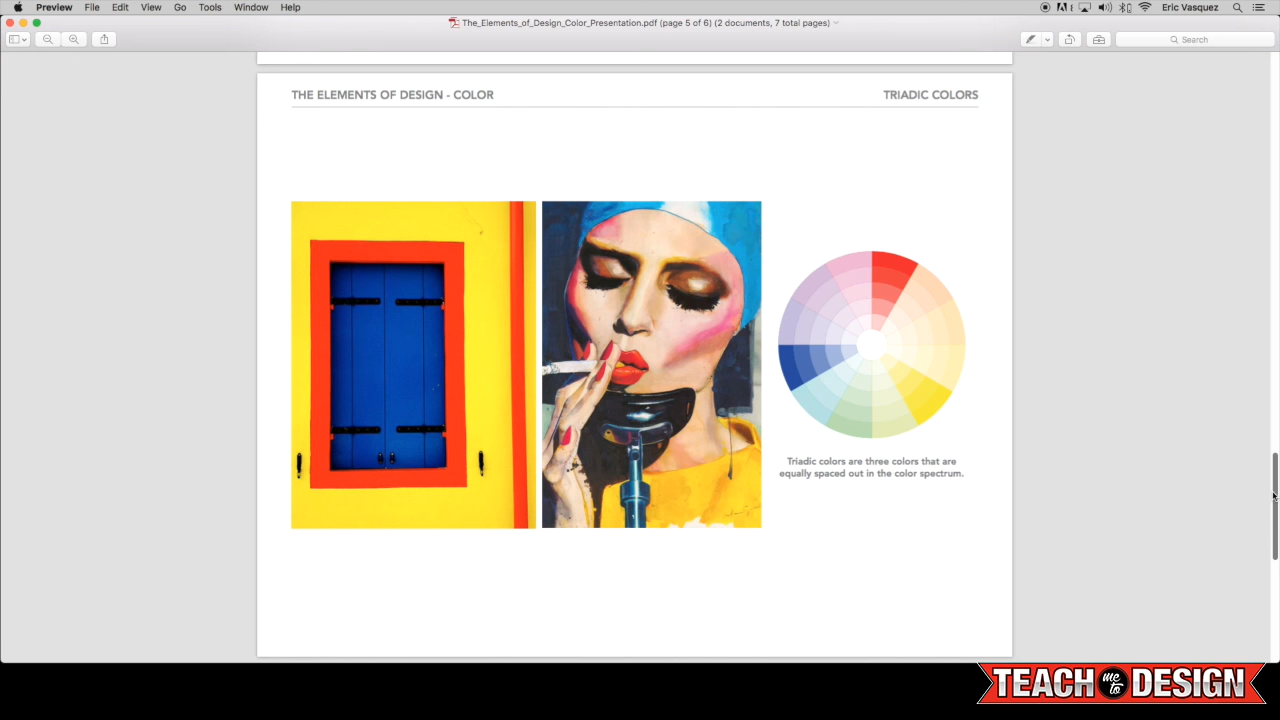 Preview File Edit View Go Tools Window Help Eric Vasquez
The_Elements_of_Design_Color_Presentation.pdf (page 5 of 6) (2 documents, 7 total pages)
Search
THE ELEMENTS OF DESIGN - COLOR TRIADIC COLORS
Triadic colors are three colors that are
equally spaced out in the color spectrum.
TEACH me to DESIGN